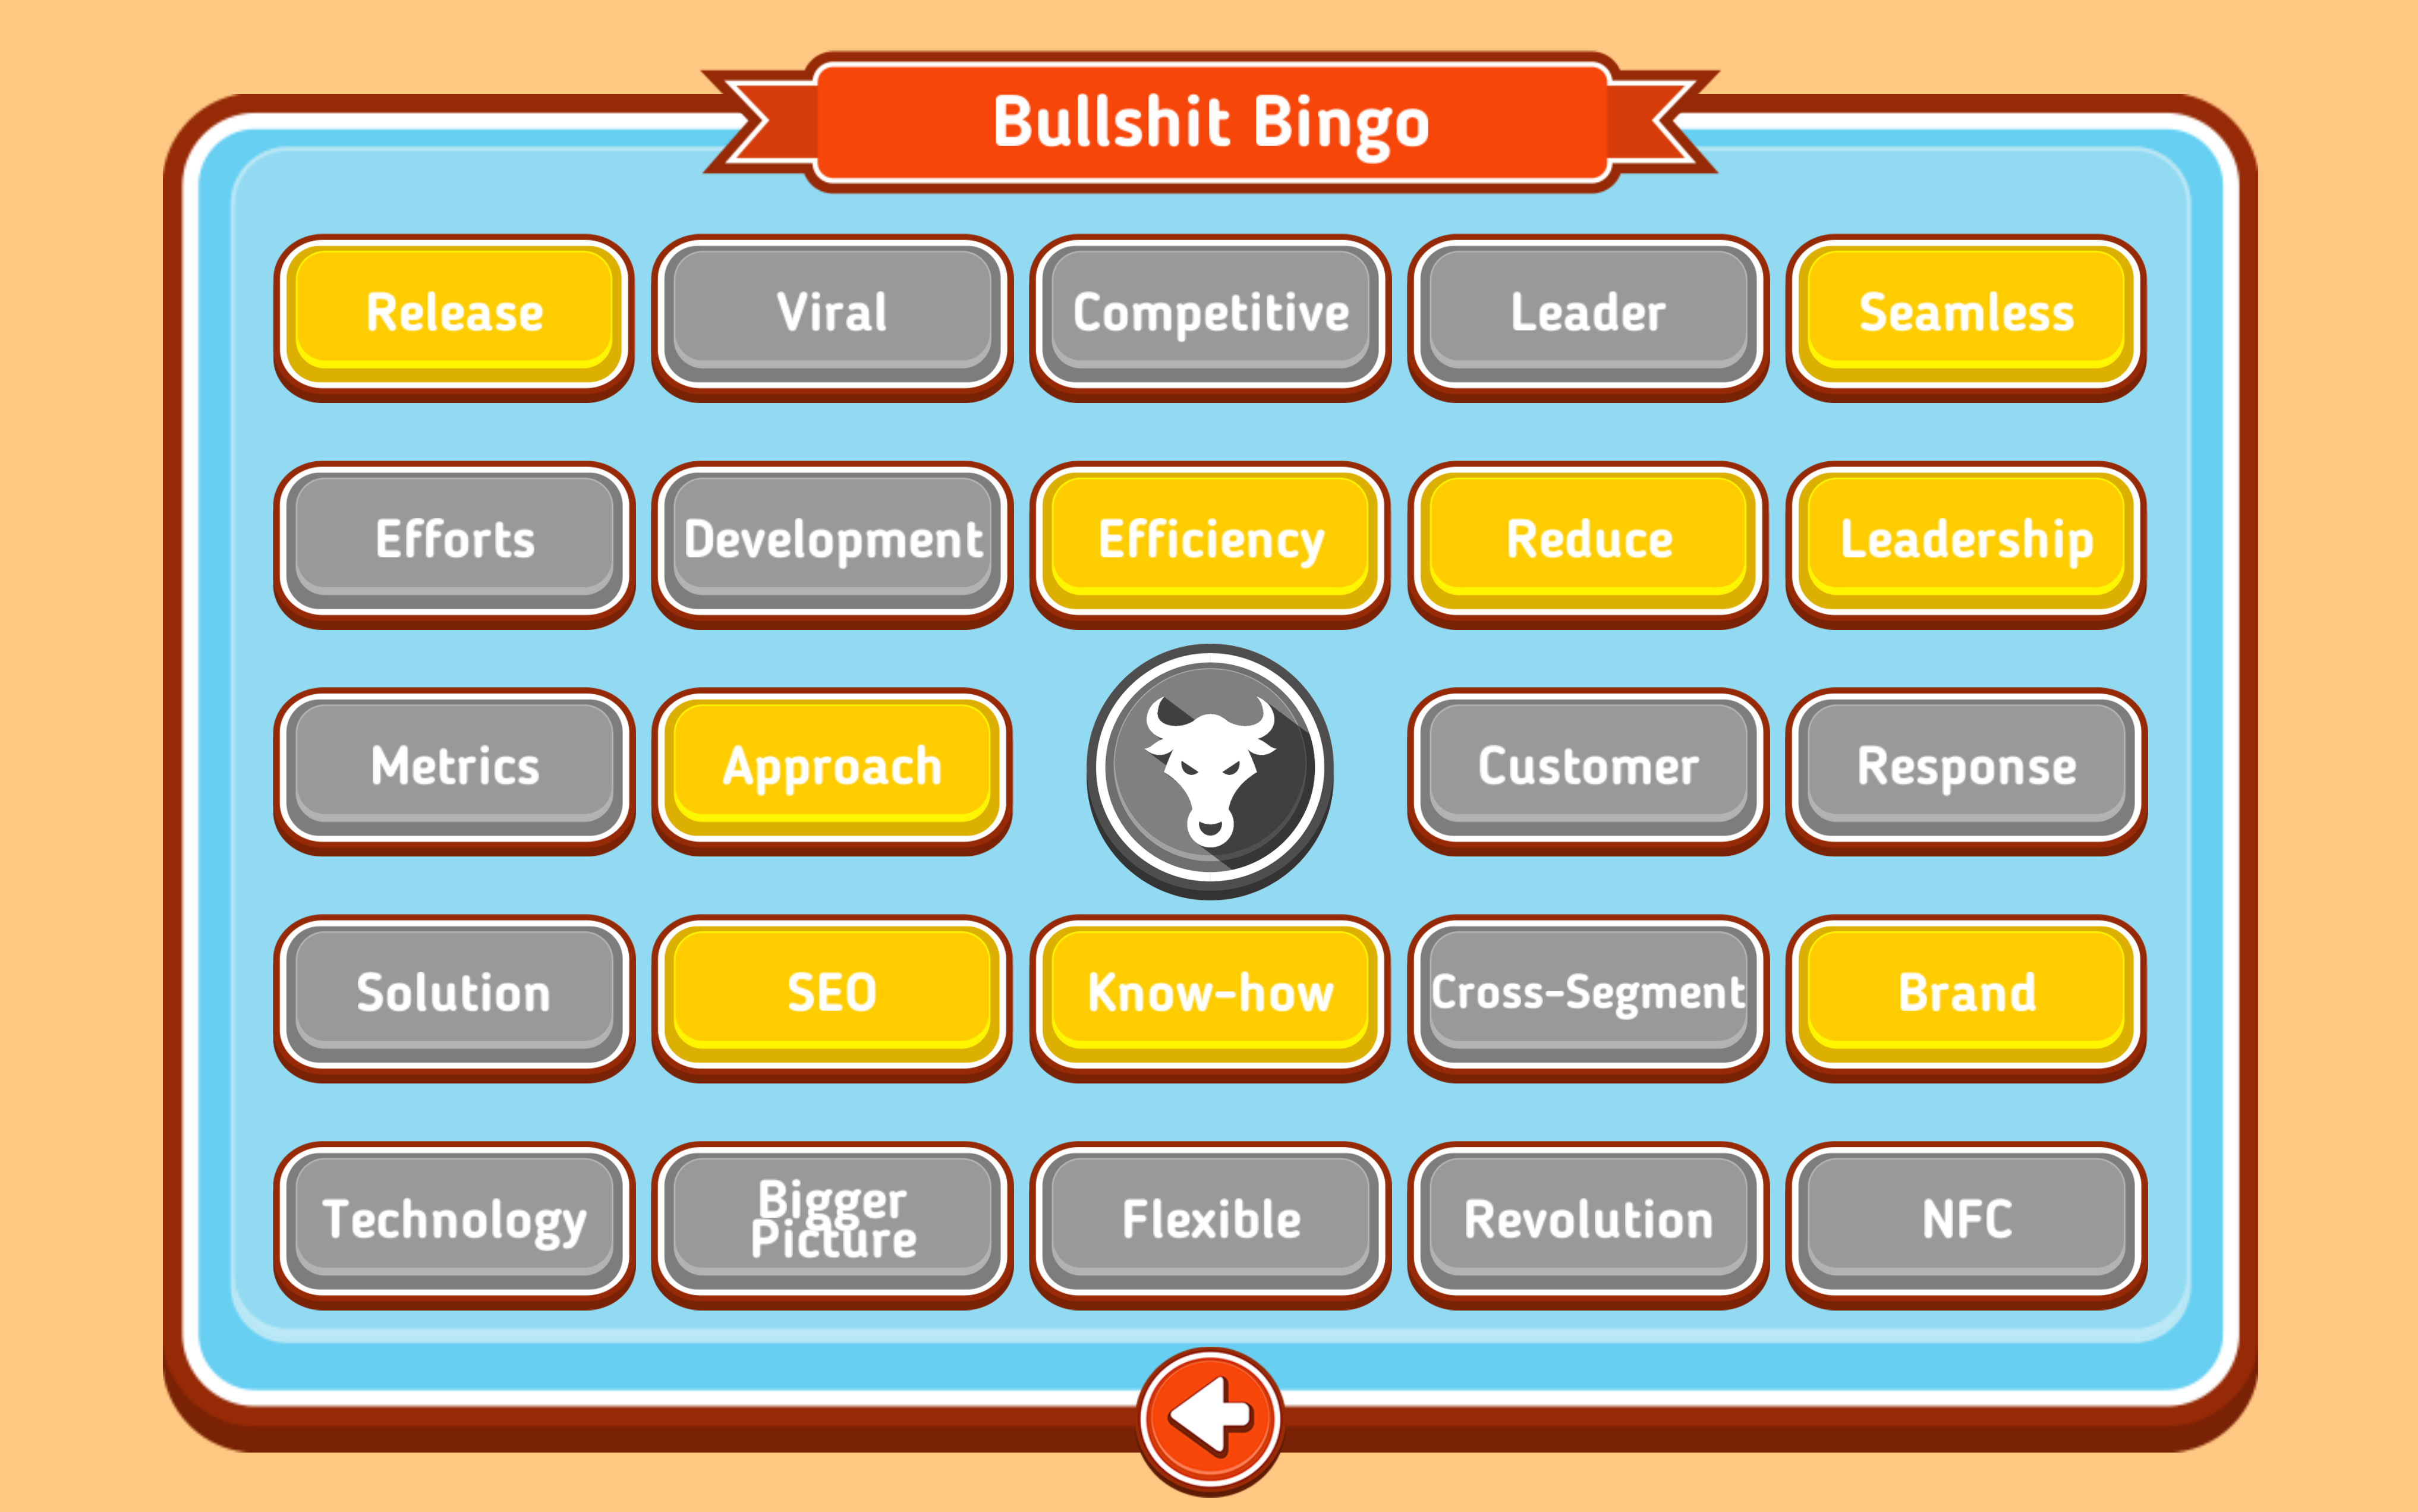 Bullshit Bingo
Release
Viral
Competitive
Leader
Seamless
Efforts
Development
Efficiency
Reduce
Leadership
Metrics
Approach
Customer
Response
Solution
SEO
Know-how
Cross-Segment
Brand
Technology
Bigger
Picture
Flexible
Revolution
NFC